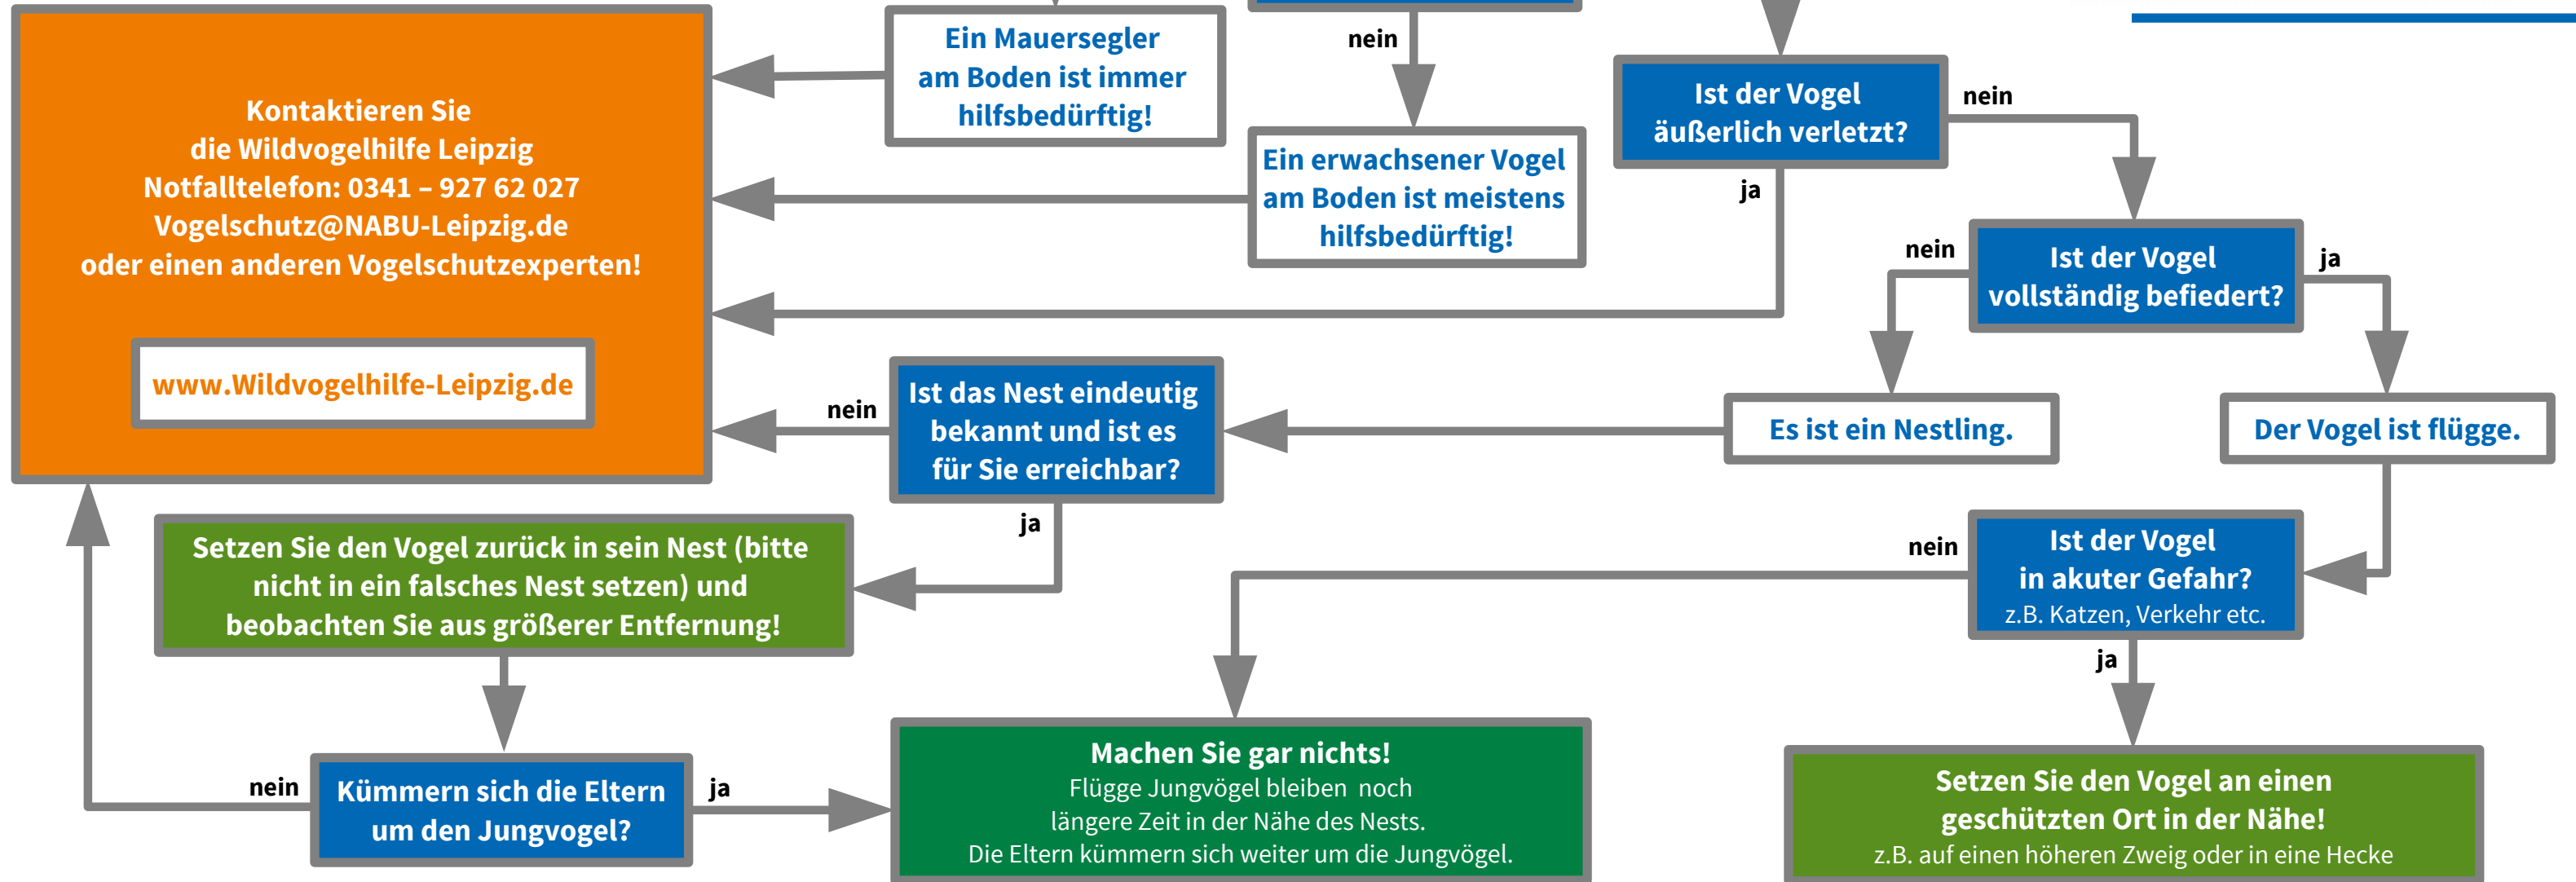 Kontaktieren Sie
die Wildvogelhilfe Leipzig
Notfalltelefon: 0341 – 927 62 027
Vogelschutz@NABU-Leipzig.de
oder einen anderen Vogelschutzexperten!
www.Wildvogelhilfe-Leipzig.de
Ein Mauersegler
am Boden ist immer
hilfsbedürftig!
nein
Ein erwachsener Vogel
am Boden ist meistens
hilfsbedürftig!
Ist der Vogel
äußerlich verletzt?
nein
ja
Ist der Vogel
vollständig befiedert?
nein
ja
Es ist ein Nestling.
Der Vogel ist flügge.
Ist das Nest eindeutig
bekannt und ist es
für Sie erreichbar?
nein
ja
Setzen Sie den Vogel zurück in sein Nest (bitte
nicht in ein falsches Nest setzen) und
beobachten Sie aus größerer Entfernung!
Ist der Vogel
in akuter Gefahr?
z.B. Katzen, Verkehr etc.
nein
ja
Kümmern sich die Eltern
um den Jungvogel?
nein
ja
Machen Sie gar nichts!
Flügge Jungvögel bleiben noch
längere Zeit in der Nähe des Nests.
Die Eltern kümmern sich weiter um die Jungvögel.
Setzen Sie den Vogel an einen
geschützten Ort in der Nähe!
z.B. auf einen höheren Zweig oder in eine Hecke